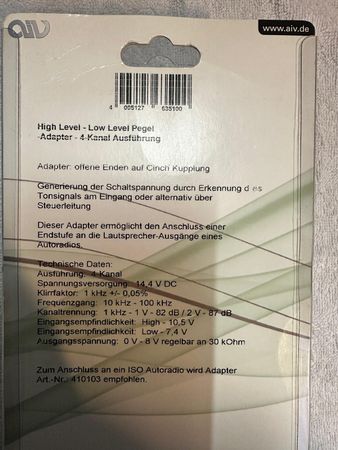 aiv
www.aiv.de
4 005127 635100
High Level - Low Level Pegel
-Adapter - 4-Kanal Ausführung
Adapter: offene Enden auf Cinch Kupplung
Generierung der Schaltspannung durch Erkennung des
Tonsignals am Eingang oder alternativ über
Steuerleitung
Dieser Adapter ermöglicht den Anschluss einer
Endstufe an die Lautsprecher-Ausgänge eines
Autoradios.
Technische Daten:
Ausführung: 4-Kanal
Spannungsversorgung: 14,4 V DC
Klirrfaktor: 1 kHz +/- 0,05%
Frequenzgang: 10 kHz - 100 kHz
Kanaltrennung: 1 kHz - 1 V - 82 dB / 2 V - 87 dB
Eingangsempfindlichkeit: High - 10,5 V
Eingangsempfindlichkeit: Low - 7,4 V
Ausgangsspannung: 0 V - 8 V regelbar an 30 kOhm
Zum Anschluss an ein ISO Autoradio wird Adapter
Art.-Nr.: 410103 empfohlen.